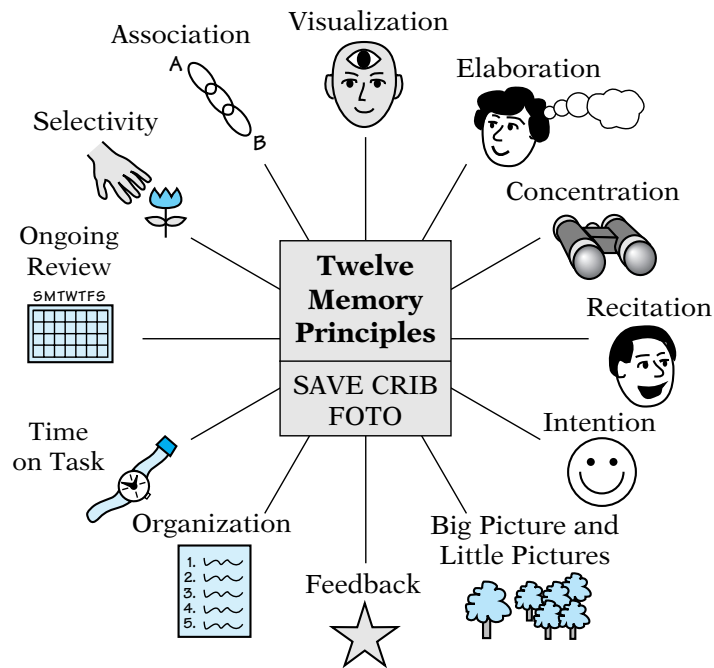 Twelve
Memory
Principles
SAVE CRIB
FOTO
Selectivity
Association
A
B
Visualization
Elaboration
Concentration
Recitation
Intention
Big Picture and
Little Pictures
Feedback
Organization
1.
2.
3.
4.
5.
Time
on Task
Ongoing
Review
SMTWTFS